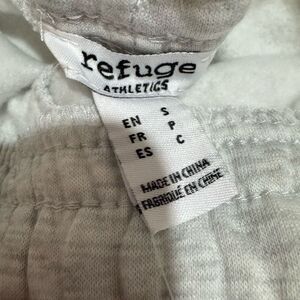 refuge
ATHLETICS
EN S
FR P
ES C
MADE IN CHINA
FABRIQUÉ EN CHINE